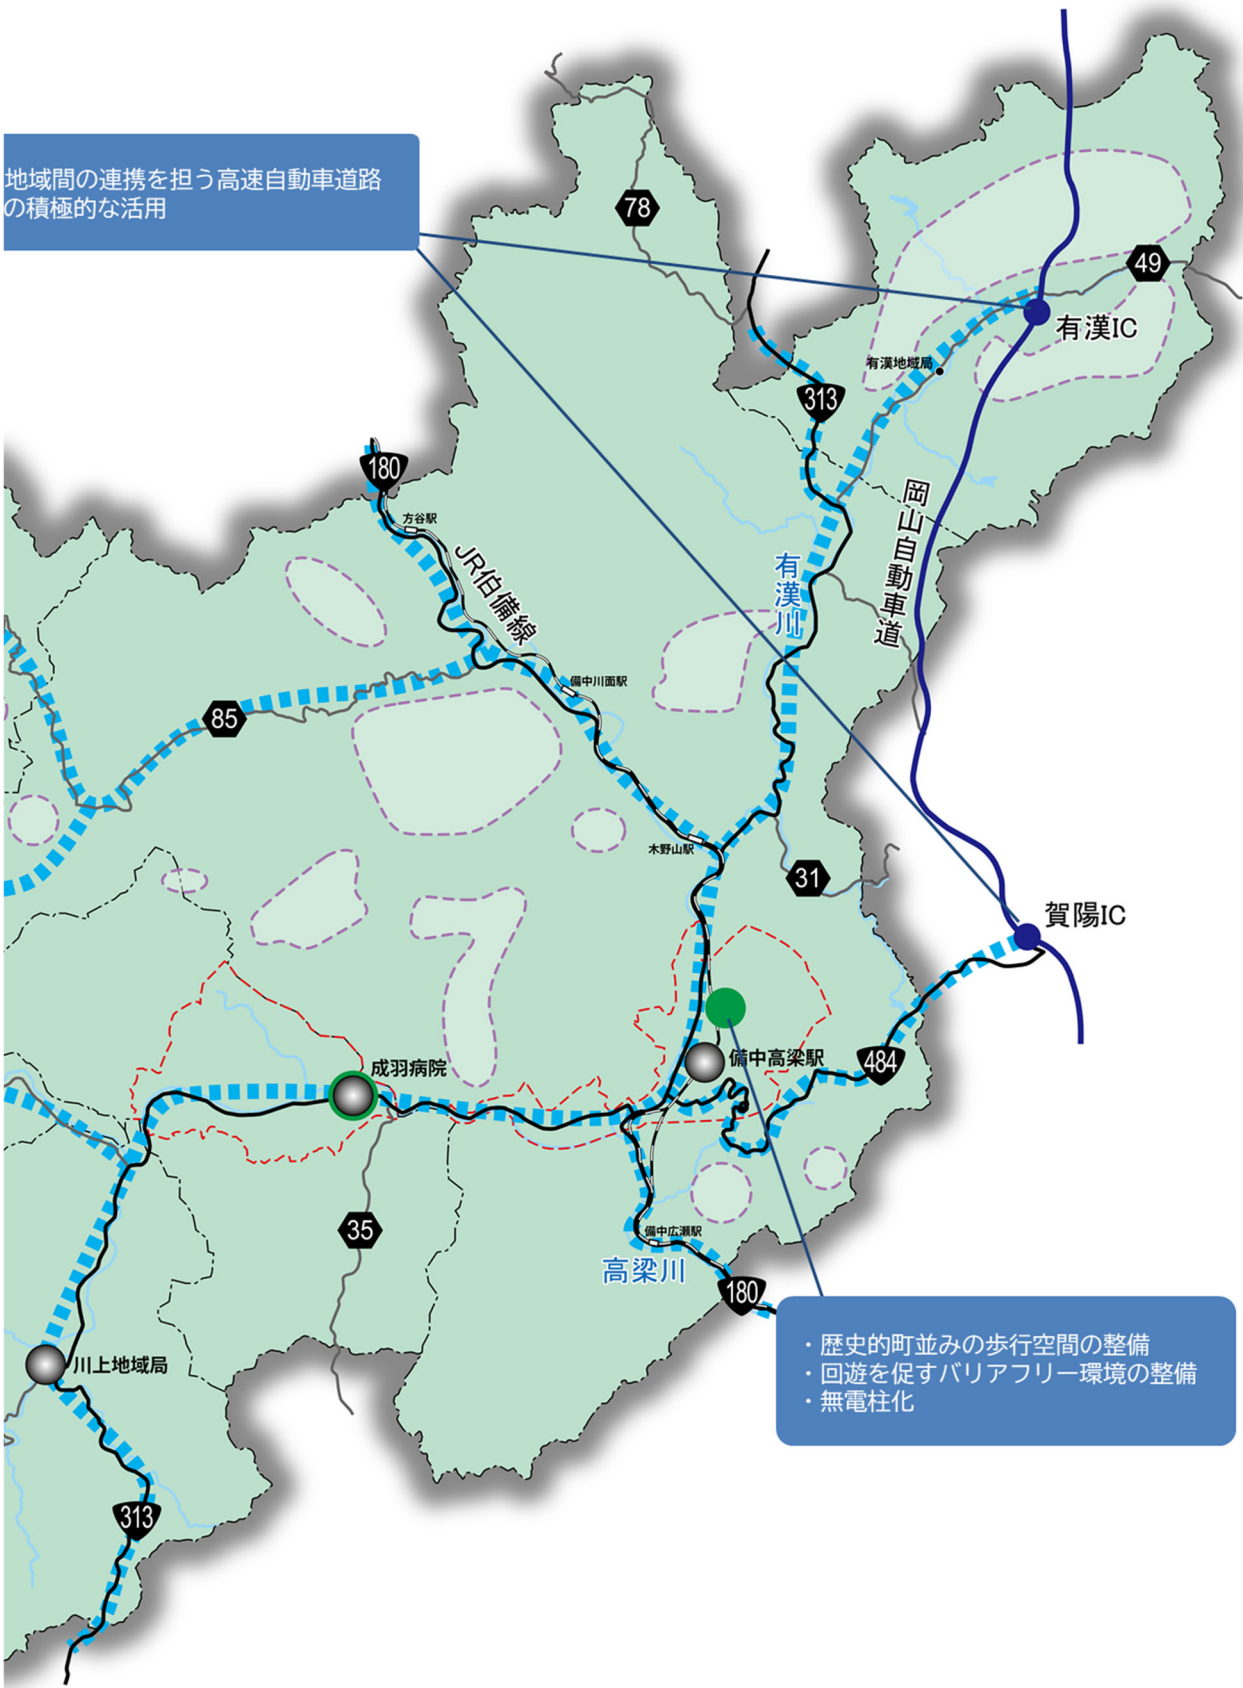 地域間の連携を担う高速自動車道路
の積極的な活用
78
49
有漢IC
有漢地域局
313
180
方谷駅
JR伯備線
岡山自動車道
有漢川
備中川面駅
85
木野山駅
31
賀陽IC
成羽病院
備中高梁駅
484
35
備中広瀬駅
高梁川
180
川上地域局
313
・歴史的町並みの歩行空間の整備
・回遊を促すバリアフリー環境の整備
・無電柱化